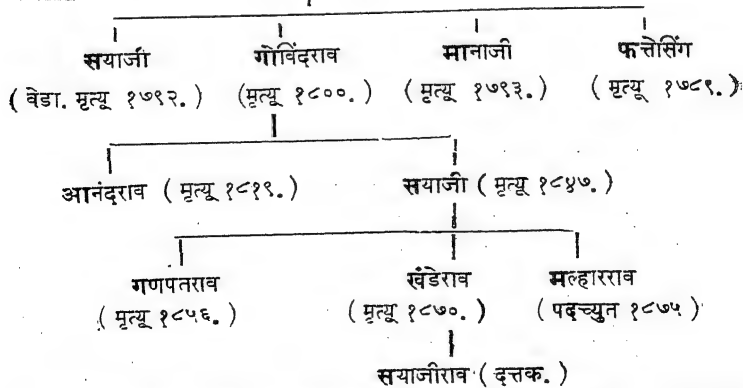 सयाजी गोविंदराव मानाजी फत्तेसिंग
( वेडा. मृत्यू १७९२. ) (मृत्यू १८००. ) ( मृत्यू १७९३. ) ( मृत्यू १७८९. )
आनंदराव ( मृत्यू १८१९. ) सयाजी ( मृत्यू १८४७. )
गणपतराव खंडेराव मल्हारराव
( मृत्यू १८५६. ) (मृत्यू १८७०. ) ( पदच्युत १८७५ )
सयाजीराव ( दत्तक. )